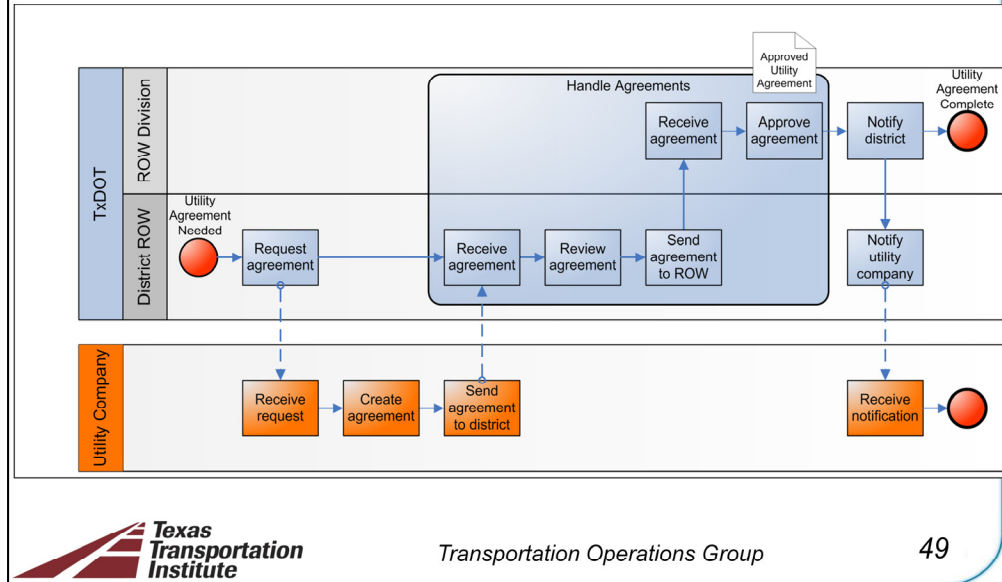 Approved
Utility
Agreement
Handle Agreements
Utility
Agreement
Complete
TxDOT
ROW Division
Receive
agreement
Approve
agreement
Notify
district
District ROW
Utility
Agreement
Needed
Request
agreement
Receive
agreement
Review
agreement
Send
agreement
to ROW
Notify
utility
company
Utility Company
Receive
request
Create
agreement
Send
agreement
to district
Receive
notification
Texas
Transportation
Institute
Transportation Operations Group
49